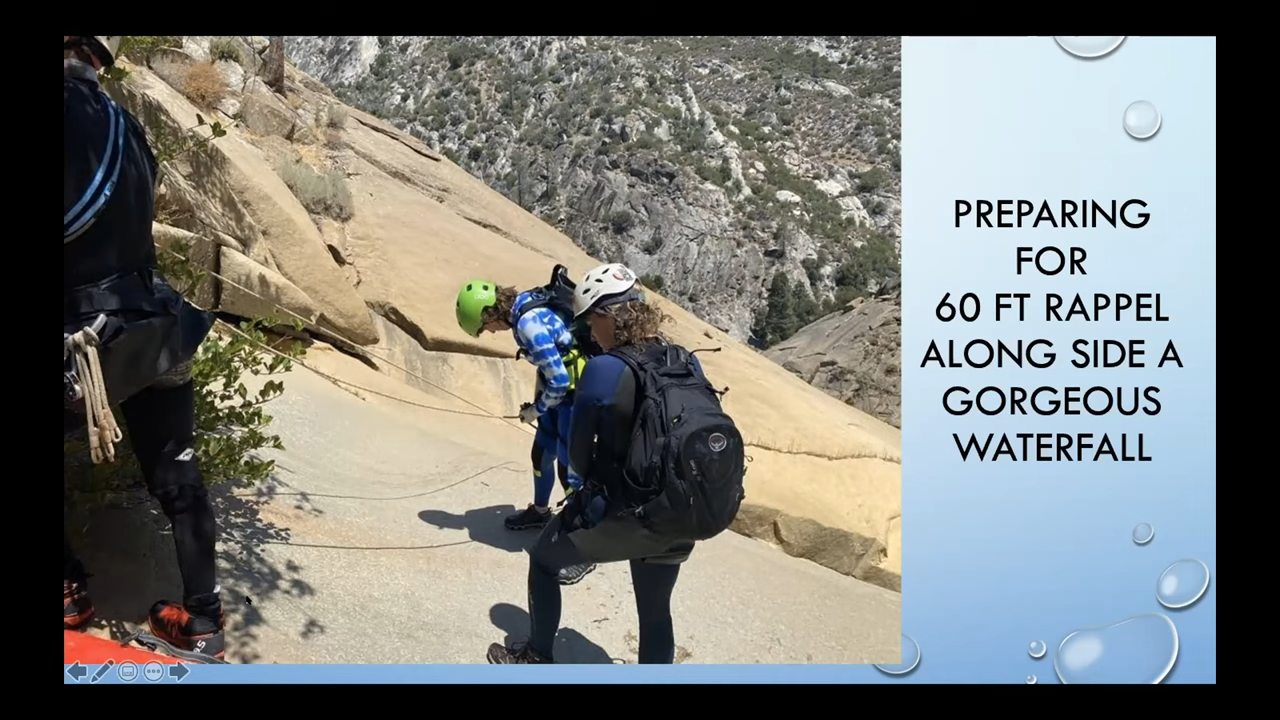 PREPARING
FOR
60 FT RAPPEL
ALONG SIDE A
GORGEOUS
WATERFALL